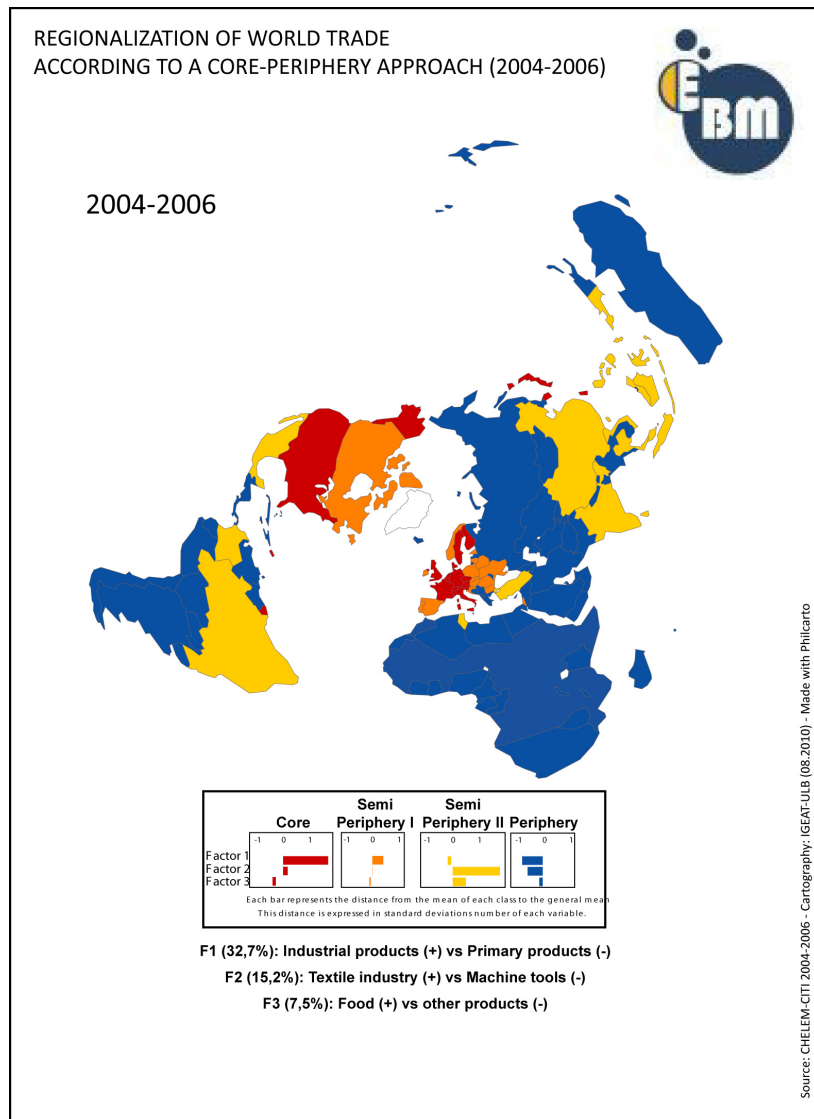 REGIONALIZATION OF WORLD TRADE
ACCORDING TO A CORE-PERIPHERY APPROACH (2004-2006)
EBM
2004-2006
Core
Semi Periphery I
Semi Periphery II
Periphery
-1 0 1
-1 0 1
-1 0 1
-1 0 1
Factor 1
Factor 2
Factor 3
Each bar represents the distance from the mean of each class to the general mean
This distance is expressed in standard deviations number of each variable.
F1 (32,7%): Industrial products (+) vs Primary products (-)
F2 (15,2%): Textile industry (+) vs Machine tools (-)
F3 (7,5%): Food (+) vs other products (-)
Source: CHELEM-CITI 2004-2006 - Cartography: IGEAT-ULB (08.2010) - Made with Philcarto